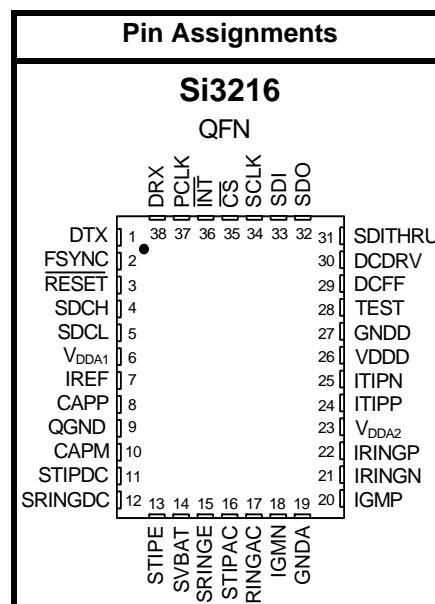 Pin Assignments
Si3216
QFN
DRX
PCLK
INT
CS
SCLK
SDI
SDO
38 37 36 35 34 33 32
DTX 1
FSYNC 2
RESET 3
SDCH 4
SDCL 5
VDDA1 6
IREF 7
CAPP 8
QGND 9
CAPM 10
STIPDC 11
SRINGDC 12
31 SDITHRU
30 DCDRV
29 DCFF
28 TEST
27 GNDD
26 VDDD
25 ITIPN
24 ITIPP
23 VDDA2
22 IRINGP
21 IRINGN
20 IGMP
13 14 15 16 17 18 19
STIPE
SVBAT
SRINGE
STIPAC
RINGAC
IGMN
GNDA